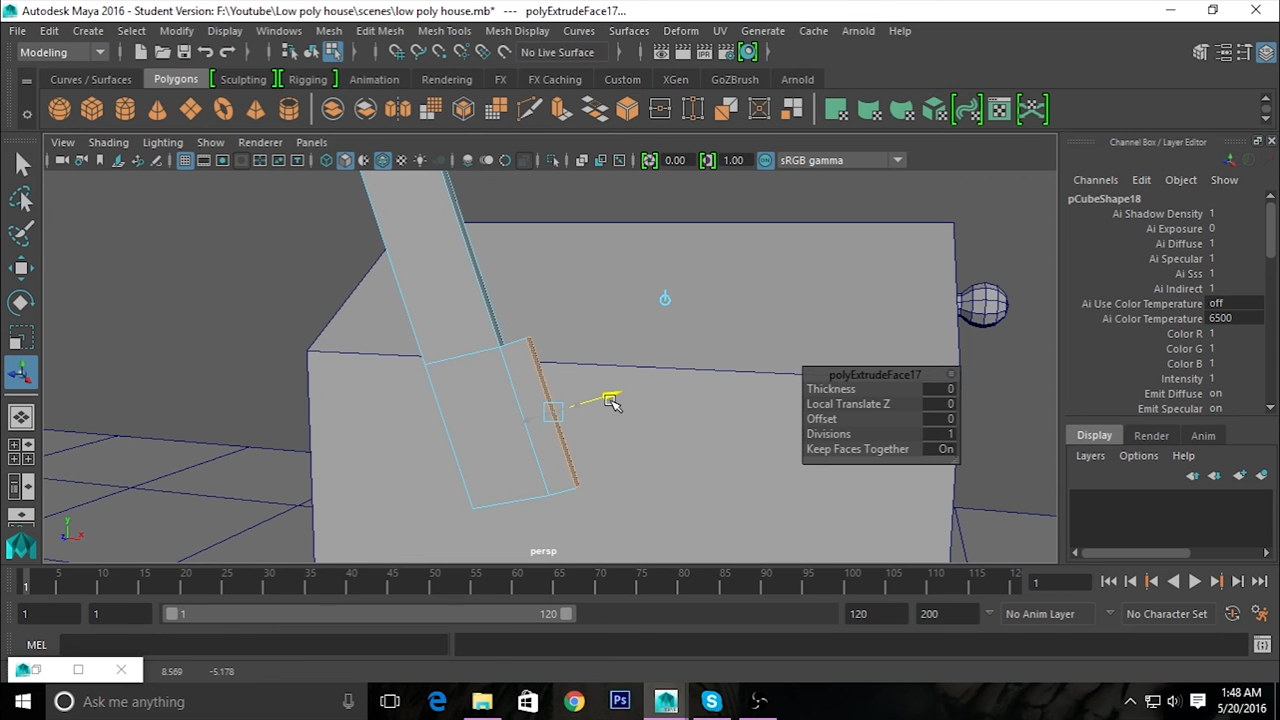 Autodesk Maya 2016 - Student Version: F:\Youtube\Low poly house\scenes\low poly house.mb* --- polyExtrudeFace17...
File Edit Create Select Modify Display Windows Mesh Edit Mesh Mesh Tools Mesh Display Curves Surfaces Deform UV Generate Cache Arnold Help
Modeling No Live Surface
Curves / Surfaces Polygons Sculpting Rigging Animation Rendering FX FX Caching Custom XGen GoZBrush Arnold
View Shading Lighting Show Renderer Panels
0.00 1.00 sRGB gamma
Channel Box / Layer Editor
Channels Edit Object Show
pCubeShape18
Ai Shadow Density 1
Ai Exposure 0
Ai Diffuse 1
Ai Specular 1
Ai Sss 1
Ai Indirect 1
Ai Use Color Temperature off
Ai Color Temperature 6500
Color R 1
Color G 1
Color B 1
Intensity 1
Emit Diffuse on
Emit Specular on
polyExtrudeFace17
Thickness 0
Local Translate Z 0
Offset 0
Divisions 1
Keep Faces Together On
Display Render Anim
Layers Options Help
y
z x
persp
1 5 10 15 20 25 30 35 40 45 50 55 60 65 70 75 80 85 90 95 100 105 110 115 12
1
1 1 1 120 120 200 No Anim Layer No Character Set
MEL
8.569 -5.178
Ask me anything
1:48 AM
5/20/2016